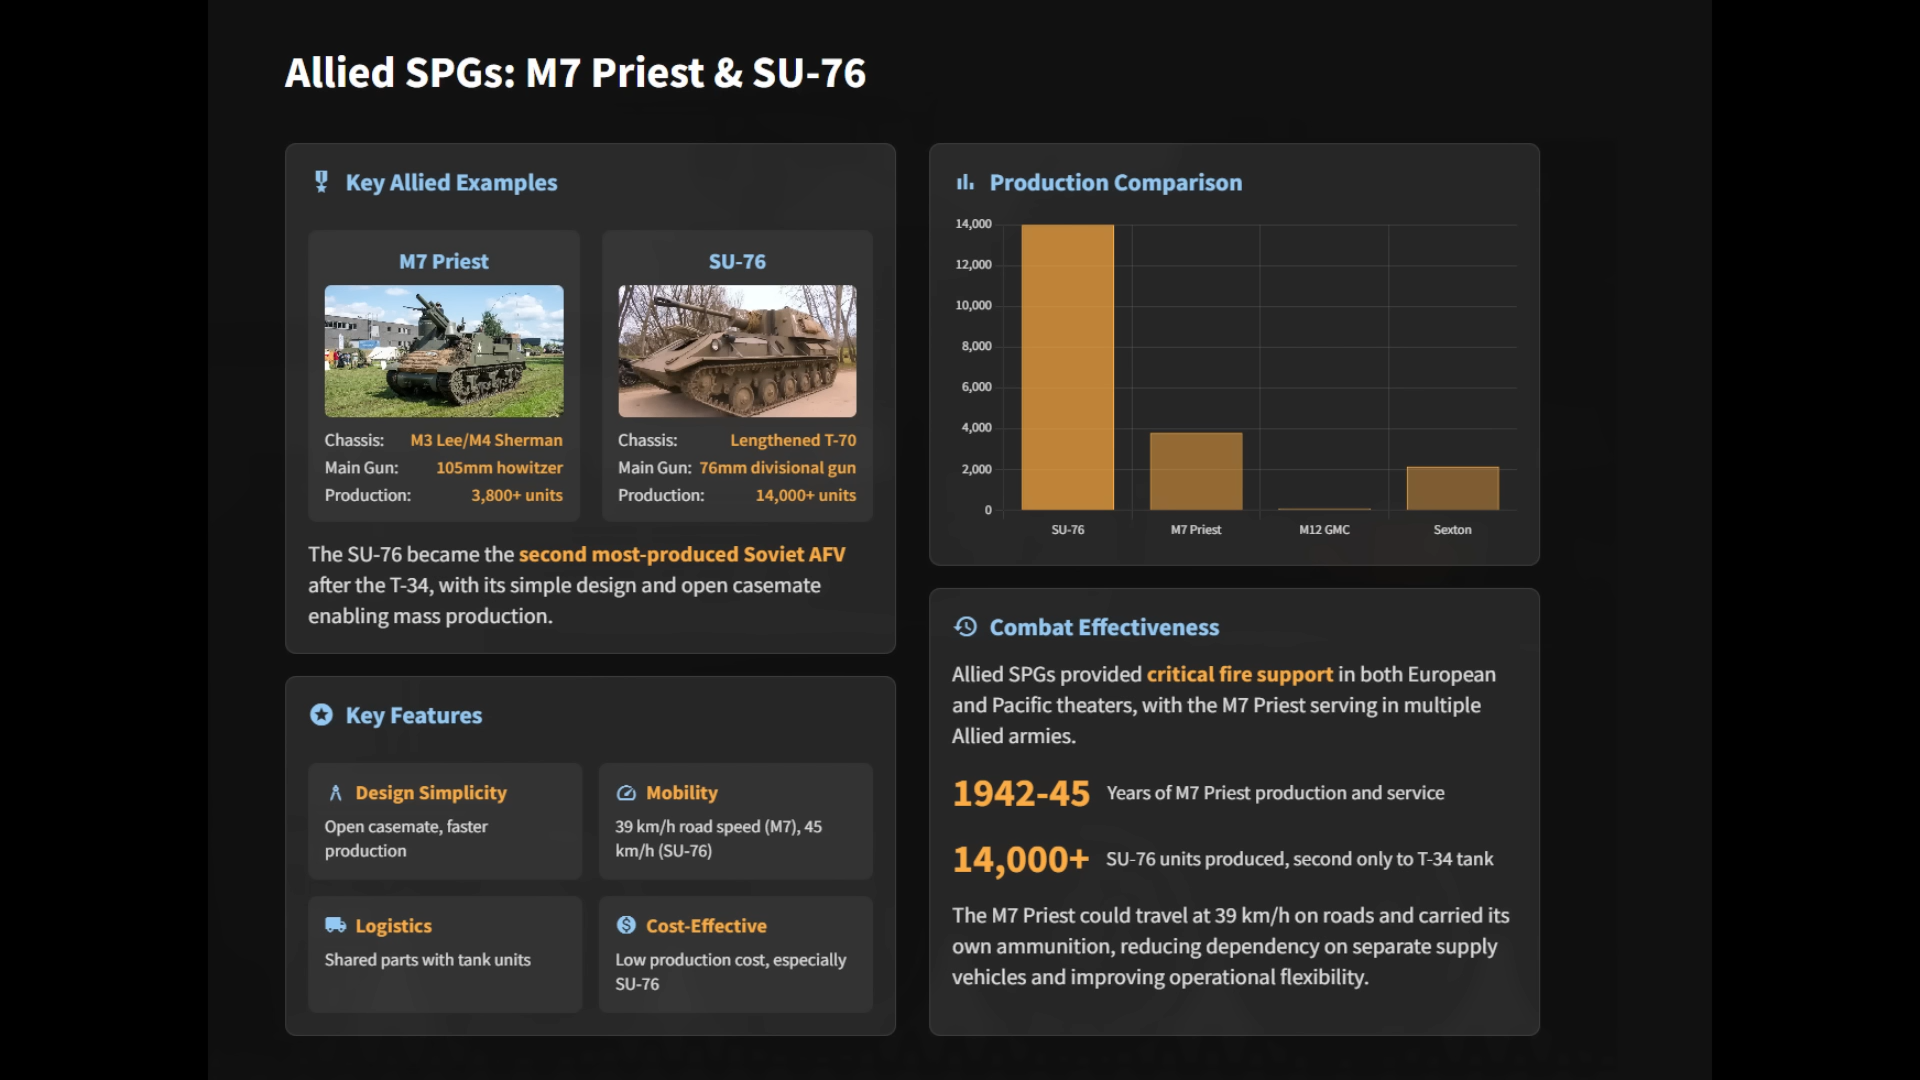 Allied SPGs: M7 Priest & SU-76
Key Allied Examples
M7 Priest
Chassis: M3 Lee/M4 Sherman
Main Gun: 105mm howitzer
Production: 3,800+ units
SU-76
Chassis: Lengthened T-70
Main Gun: 76mm divisional gun
Production: 14,000+ units
The SU-76 became the second most-produced Soviet AFV
after the T-34, with its simple design and open casemate
enabling mass production.
Key Features
Design Simplicity
Open casemate, faster
production
Mobility
39 km/h road speed (M7), 45
km/h (SU-76)
Logistics
Shared parts with tank units
Cost-Effective
Low production cost, especially
SU-76
Production Comparison
14,000
12,000
10,000
8,000
6,000
4,000
2,000
0
SU-76 M7 Priest M12 GMC Sexton
Combat Effectiveness
Allied SPGs provided critical fire support in both European
and Pacific theaters, with the M7 Priest serving in multiple
Allied armies.
1942-45 Years of M7 Priest production and service
14,000+ SU-76 units produced, second only to T-34 tank
The M7 Priest could travel at 39 km/h on roads and carried its
own ammunition, reducing dependency on separate supply
vehicles and improving operational flexibility.